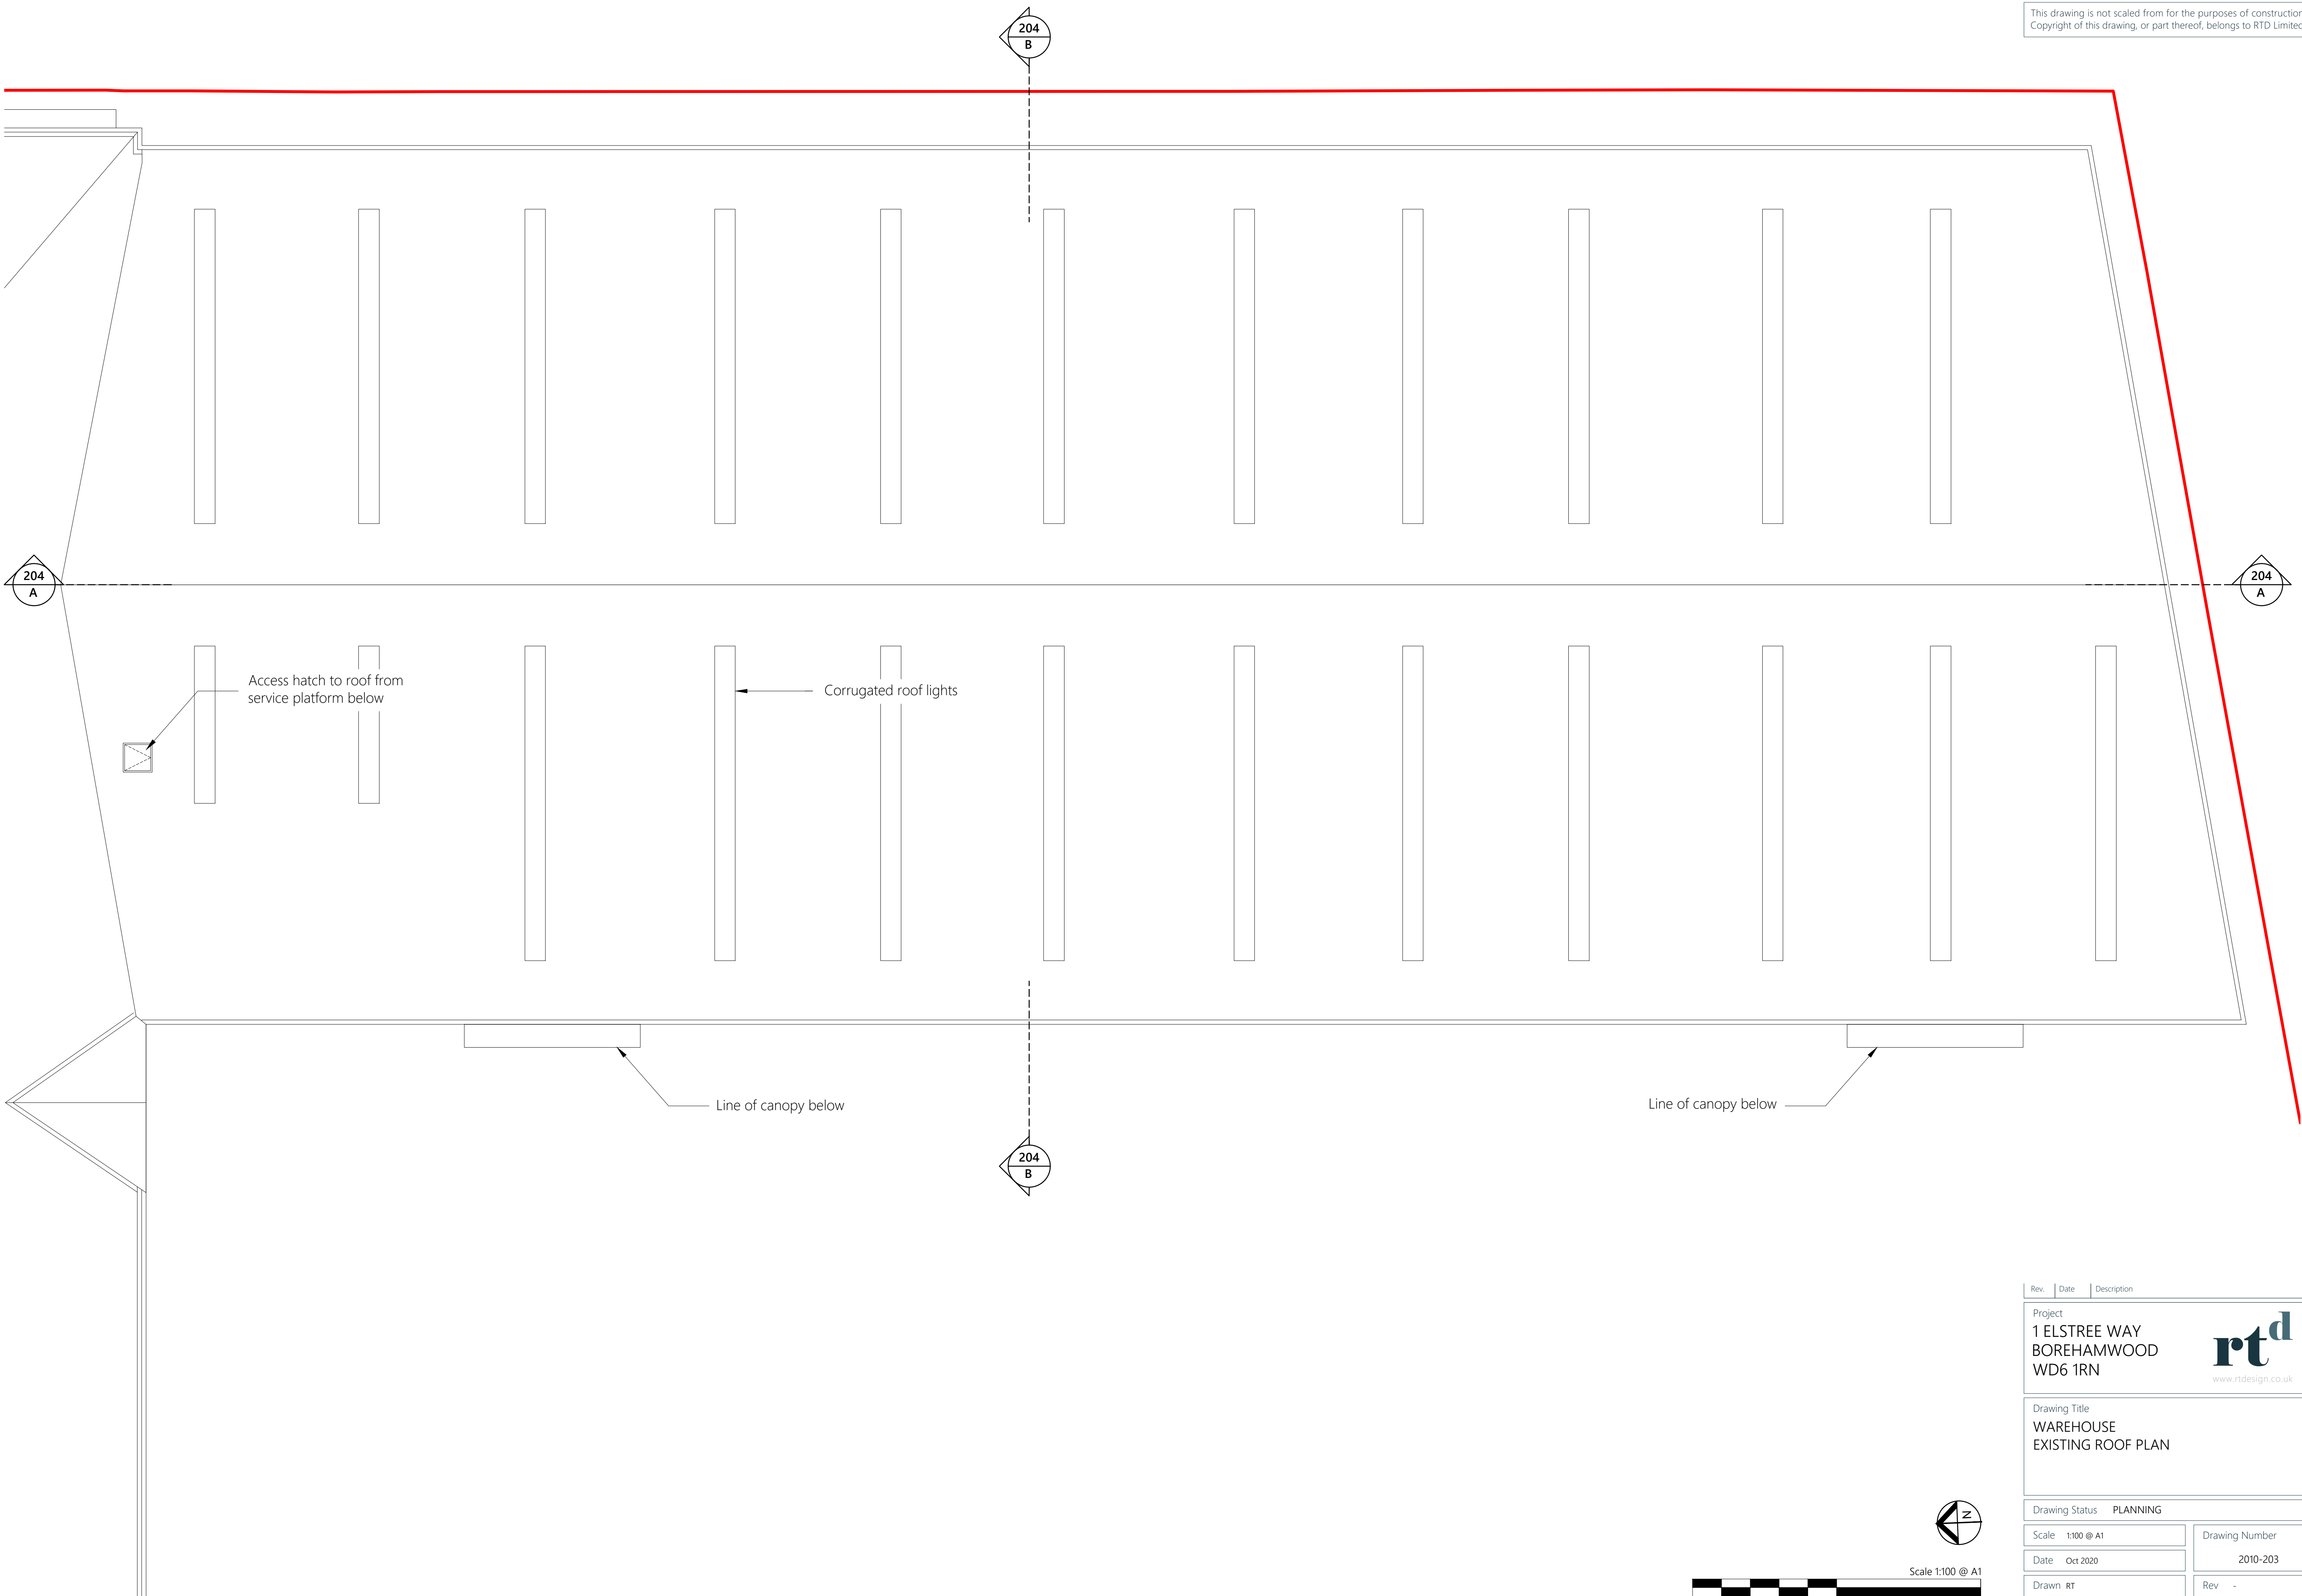 This drawing is not scaled from for the purposes of construction
Copyright of this drawing, or part thereof, belongs to RTD Limited
204
B
204
A
204
A
Access hatch to roof from
service platform below
Corrugated roof lights
Line of canopy below
Line of canopy below
204
B
Rev. Date Description
Project
1 ELSTREE WAY
BOREHAMWOOD
WD6 1RN
rtd
www.rtdesign.co.uk
Drawing Title
WAREHOUSE
EXISTING ROOF PLAN
Drawing Status PLANNING
Scale 1:100 @ A1
Drawing Number
2010-203
Date Oct 2020
Drawn RT
Rev -
N
Scale 1:100 @ A1